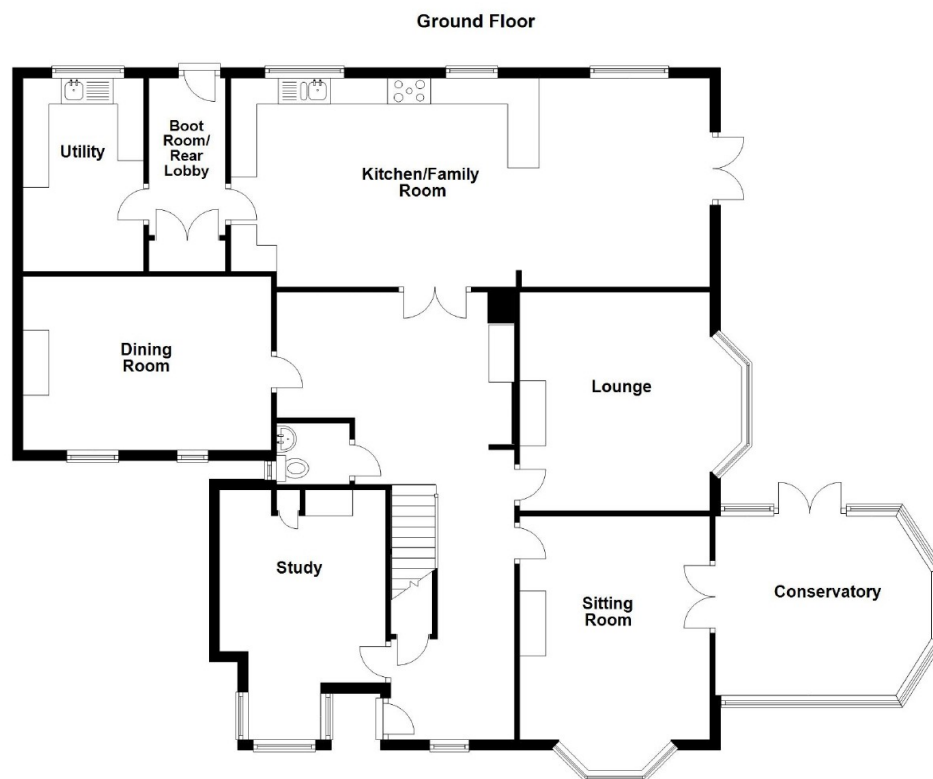 Ground Floor
Utility
Boot
Room/
Rear
Lobby
Kitchen/Family
Room
Dining
Room
Lounge
Study
Sitting
Room
Conservatory